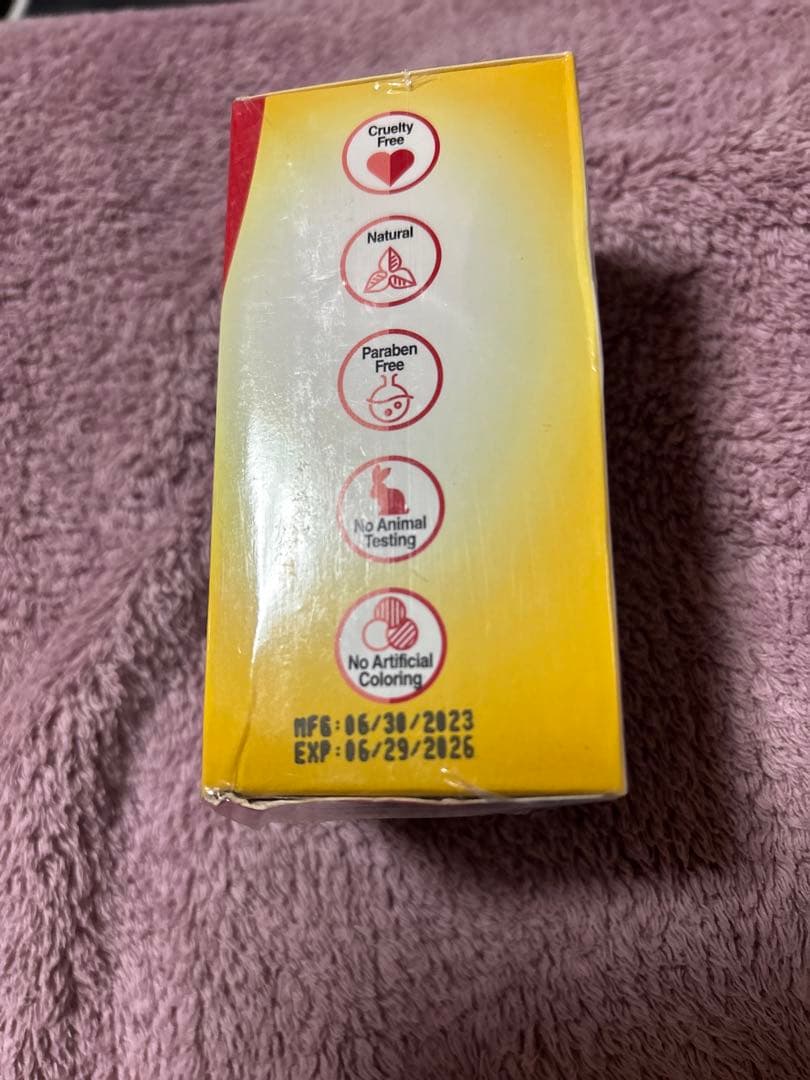 Cruelty
Free
Natural
Paraben
Free
No Animal
Testing
No Artificial
Coloring
MFG:06/30/2023
EXP:06/29/2026